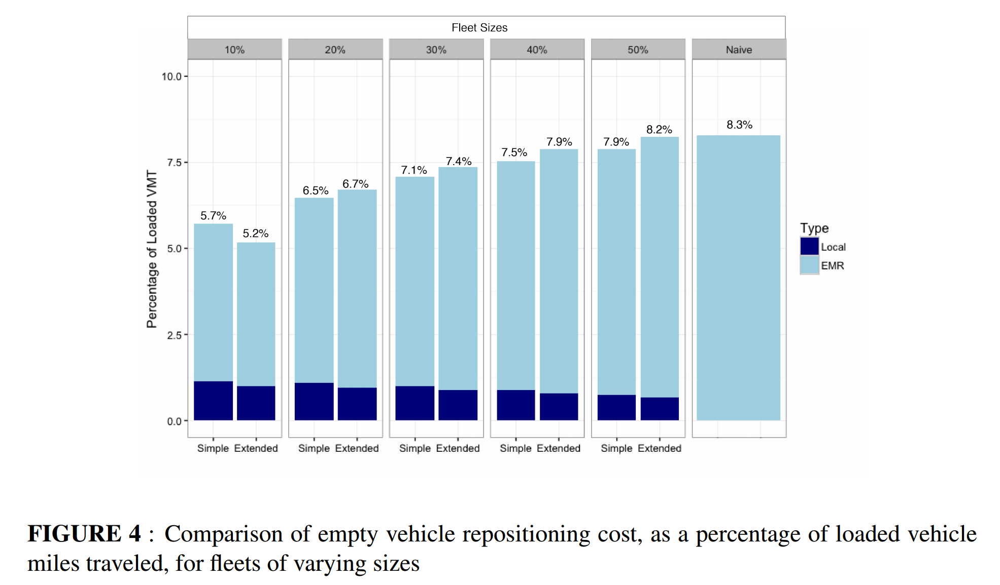 Fleet Sizes
10% 20% 30% 40% 50% Naive
10.0
7.5
5.0
2.5
0.0
Percentage of Loaded VMT
5.7% 5.2% 6.5% 6.7% 7.1% 7.4% 7.5% 7.9% 7.9% 8.2% 8.3%
Simple Extended Simple Extended Simple Extended Simple Extended Simple Extended
Type
Local
EMR
FIGURE 4 : Comparison of empty vehicle repositioning cost, as a percentage of loaded vehicle
miles traveled, for fleets of varying sizes